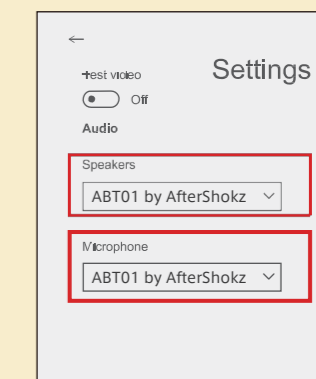 Settings
Test video
Off
Audio
Speakers
ABT01 by AfterShokz
Microphone
ABT01 by AfterShokz